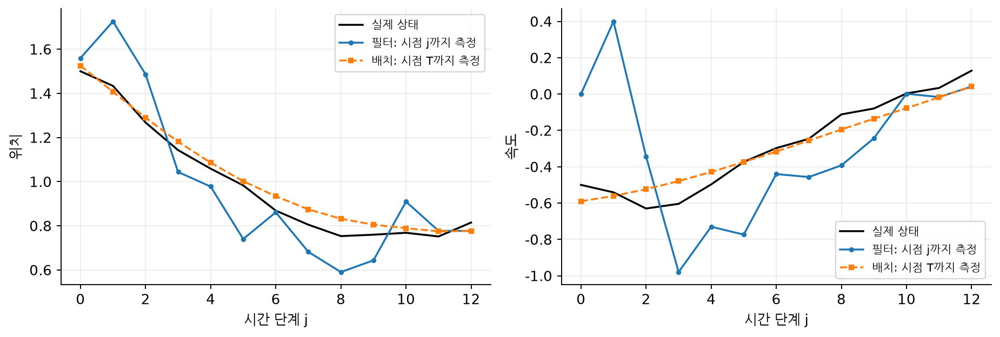 실제 상태
필터: 시점 j까지 측정
배치: 시점 T까지 측정
위치
1.6
1.4
1.2
1.0
0.8
0.6
0 2 4 6 8 10 12
시간 단계 j
속도
0.4
0.2
0.0
-0.2
-0.4
-0.6
-0.8
-1.0
실제 상태
필터: 시점 j까지 측정
배치: 시점 T까지 측정
0 2 4 6 8 10 12
시간 단계 j